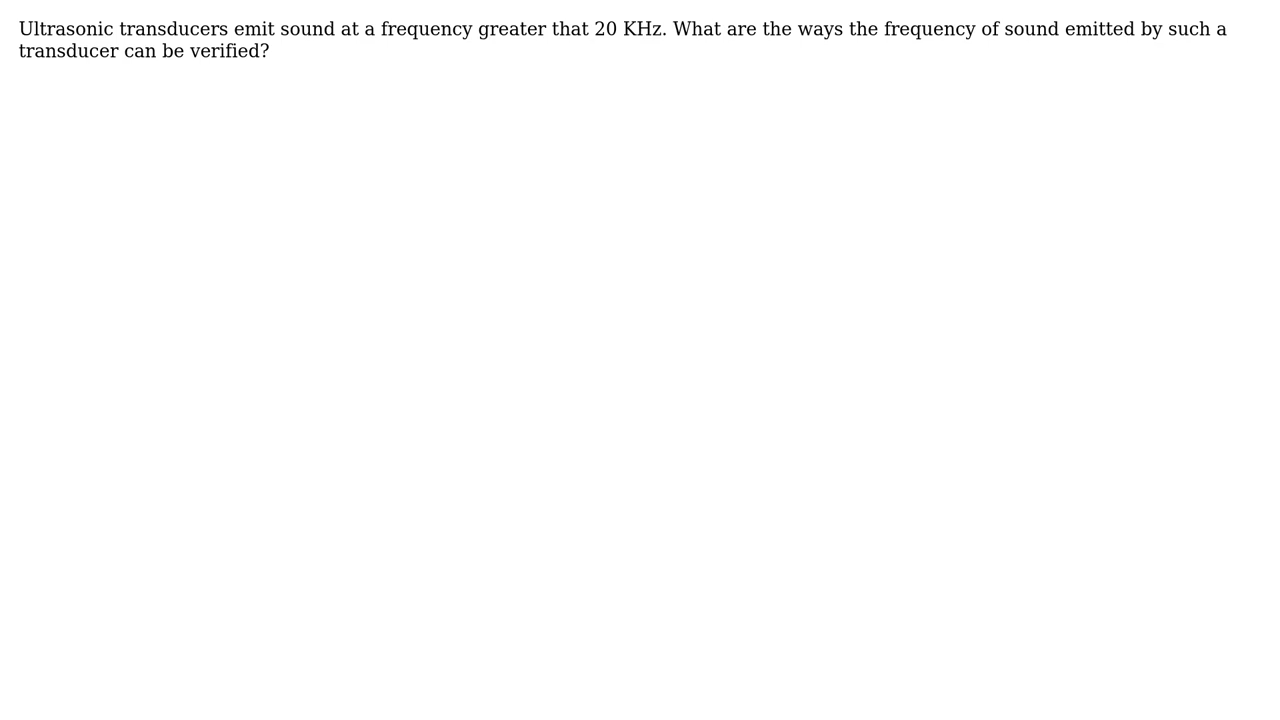 Ultrasonic transducers emit sound at a frequency greater that 20 KHz. What are the ways the frequency of sound emitted by such a
transducer can be verified?